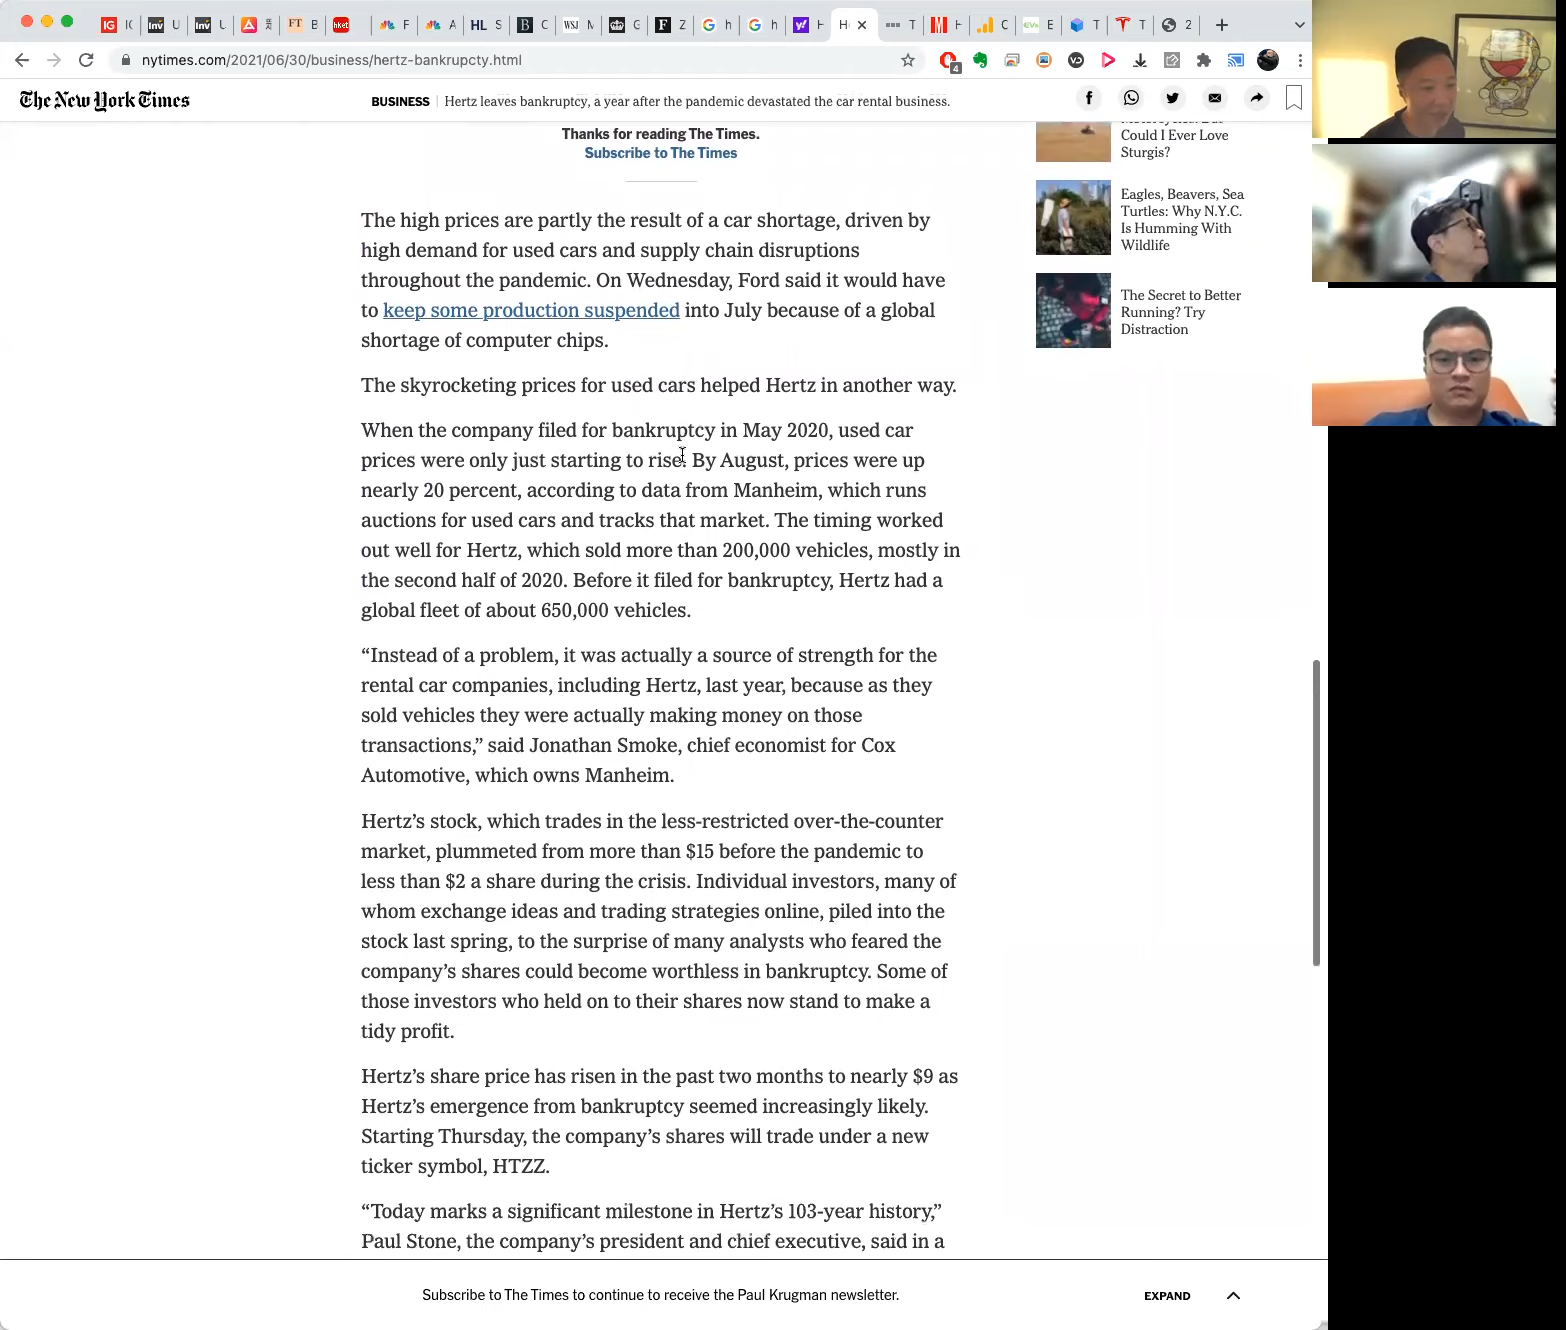 IG
Inv
U
Inv
U
FT
B
hket
F
A
HL
S
B
C
WSJ
M
G
F
Z
h
h
H
He
T
H
C
E
T
T
2
nytimes.com/2021/06/30/business/hertz-bankrupcty.html
4
The New York Times
BUSINESS
Hertz leaves bankruptcy, a year after the pandemic devastated the car rental business.
Thanks for reading The Times.
Subscribe to The Times
The high prices are partly the result of a car shortage, driven by
high demand for used cars and supply chain disruptions
throughout the pandemic. On Wednesday, Ford said it would have
to keep some production suspended into July because of a global
shortage of computer chips.
The skyrocketing prices for used cars helped Hertz in another way.
When the company filed for bankruptcy in May 2020, used car
prices were only just starting to rise. By August, prices were up
nearly 20 percent, according to data from Manheim, which runs
auctions for used cars and tracks that market. The timing worked
out well for Hertz, which sold more than 200,000 vehicles, mostly in
the second half of 2020. Before it filed for bankruptcy, Hertz had a
global fleet of about 650,000 vehicles.
“Instead of a problem, it was actually a source of strength for the
rental car companies, including Hertz, last year, because as they
sold vehicles they were actually making money on those
transactions,” said Jonathan Smoke, chief economist for Cox
Automotive, which owns Manheim.
Hertz’s stock, which trades in the less-restricted over-the-counter
market, plummeted from more than $15 before the pandemic to
less than $2 a share during the crisis. Individual investors, many of
whom exchange ideas and trading strategies online, piled into the
stock last spring, to the surprise of many analysts who feared the
company’s shares could become worthless in bankruptcy. Some of
those investors who held on to their shares now stand to make a
tidy profit.
Hertz’s share price has risen in the past two months to nearly $9 as
Hertz’s emergence from bankruptcy seemed increasingly likely.
Starting Thursday, the company’s shares will trade under a new
ticker symbol, HTZZ.
“Today marks a significant milestone in Hertz’s 103-year history,”
Paul Stone, the company’s president and chief executive, said in a
Could I Ever Love
Sturgis?
Eagles, Beavers, Sea
Turtles: Why N.Y.C.
Is Humming With
Wildlife
The Secret to Better
Running? Try
Distraction
Subscribe to The Times to continue to receive the Paul Krugman newsletter.
EXPAND